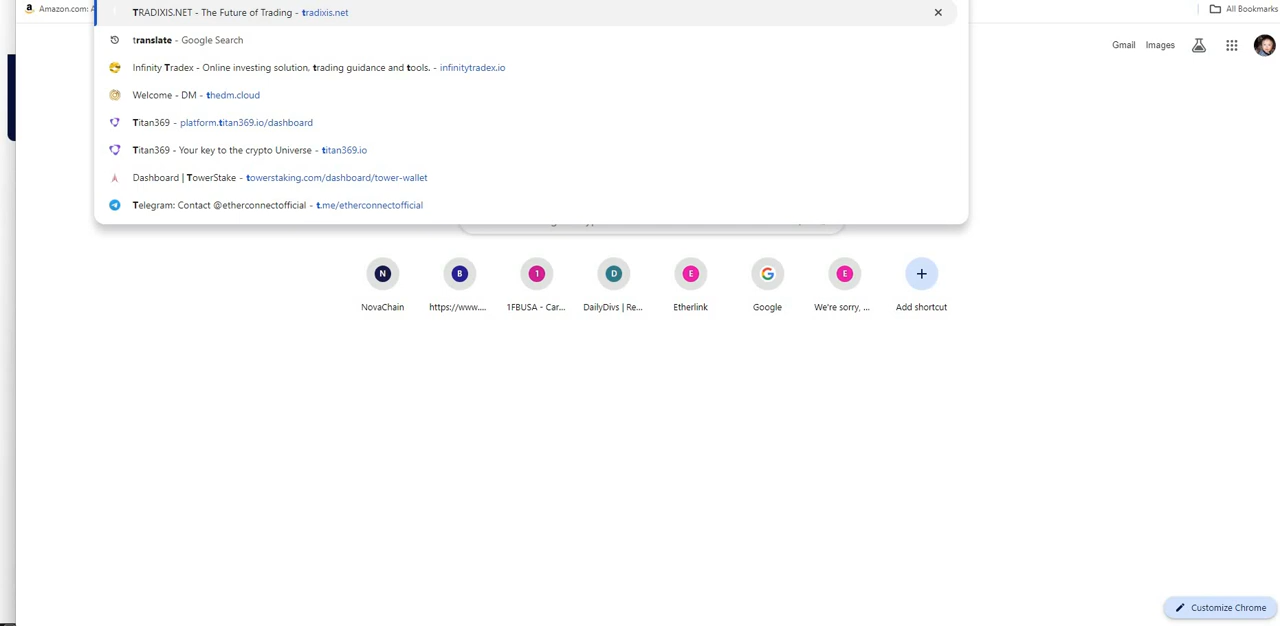 Amazon.com: A
All Bookmarks
TRADIXIS.NET - The Future of Trading - tradixis.net
translate - Google Search
Infinity Tradex - Online investing solution, trading guidance and tools. - infinitytradex.io
Welcome - DM - thedm.cloud
Titan369 - platform.titan369.io/dashboard
Titan369 - Your key to the crypto Universe - titan369.io
Dashboard | TowerStake - towerstaking.com/dashboard/tower-wallet
Telegram: Contact @etherconnectofficial - t.me/etherconnectofficial
Gmail Images
N B 1 D E E
NovaChain https://www.... 1FBUSA - Car... DailyDivs | Re... Etherlink Google We're sorry, ... Add shortcut
Customize Chrome